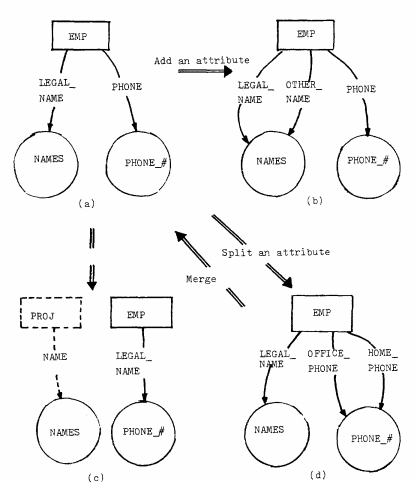 EMP
EMP
Add an attribute
LEGAL_
NAME
PHONE
LEGAL_
NAME
OTHER_
NAME
PHONE
NAMES
PHONE_#
NAMES
PHONE_#
(a)
(b)
Split an attribute
Merge
PROJ
EMP
EMP
NAME
LEGAL_
NAME
LEGAL_
NAME
OFFICE_
PHONE
HOME_
PHONE
NAMES
PHONE_#
NAMES
PHONE_#
(c)
(d)